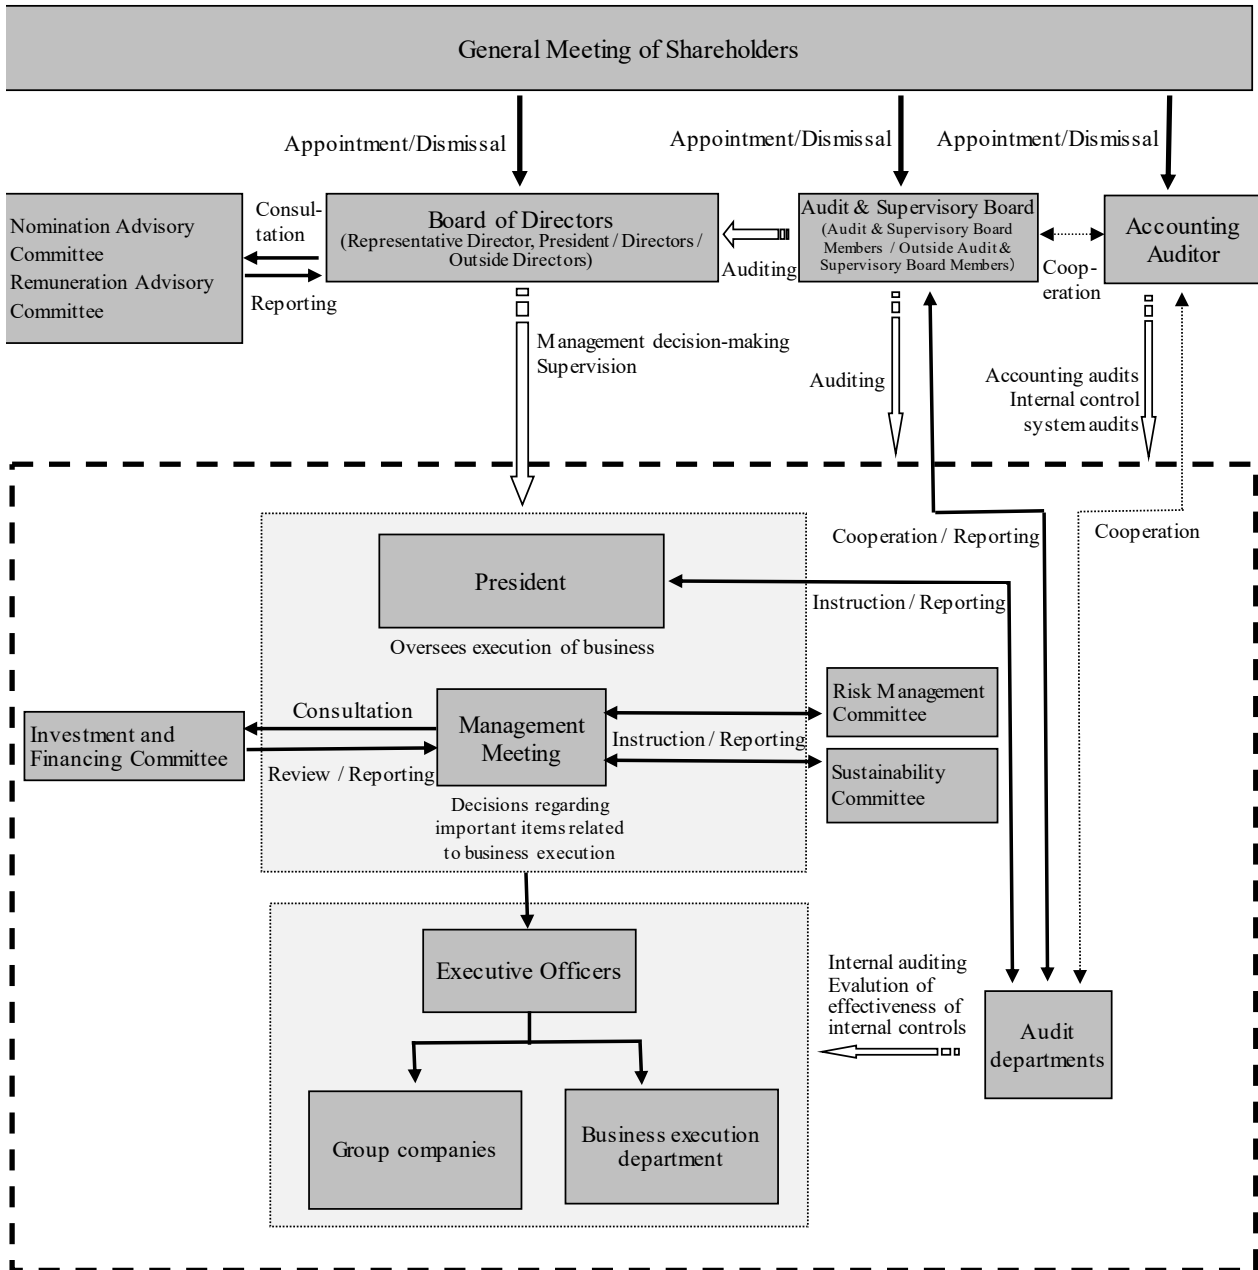 General Meeting of Shareholders
Appointment/Dismissal
Appointment/Dismissal
Appointment/Dismissal
Nomination Advisory
Committee
Remuneration Advisory
Committee
Consul-
tation
Reporting
Board of Directors
(Representative Director, President / Directors /
Outside Directors)
Auditing
Audit & Supervisory Board
(Audit & Supervisory Board
Members / Outside Audit &
Supervisory Board Members)
Coop-
eration
Accounting
Auditor
Management decision-making
Supervision
Auditing
Accounting audits
Internal control
system audits
Cooperation / Reporting
Cooperation
President
Instruction / Reporting
Oversees execution of business
Investment and
Financing Committee
Consultation
Review / Reporting
Management
Meeting
Instruction / Reporting
Risk Management
Committee
Sustainability
Committee
Decisions regarding
important items related
to business execution
Executive Officers
Internal auditing
Evalution of
effectiveness of
internal controls
Audit
departments
Group companies
Business execution
department